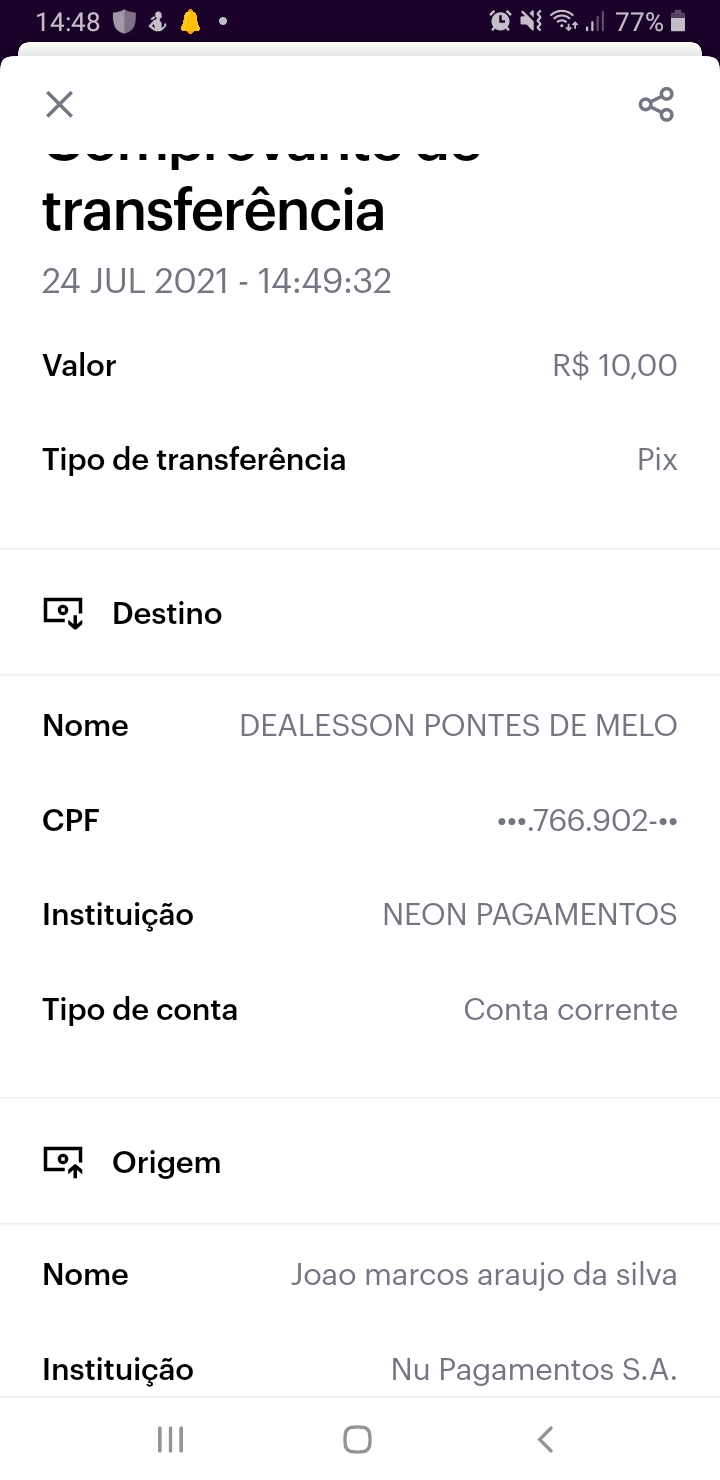 14:48 77%
Comprovante de
transferência
24 JUL 2021 - 14:49:32
Valor R$ 10,00
Tipo de transferência Pix
Destino
Nome DEALESSON PONTES DE MELO
CPF •••.766.902-••
Instituição NEON PAGAMENTOS
Tipo de conta Conta corrente
Origem
Nome Joao marcos araujo da silva
Instituição Nu Pagamentos S.A.